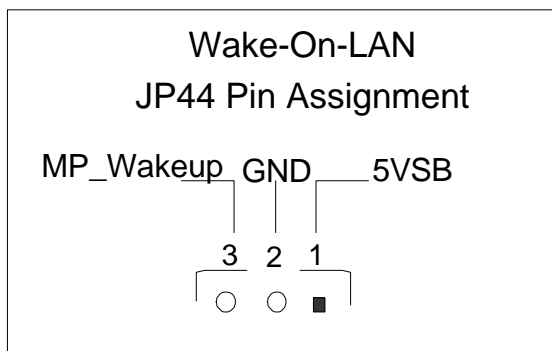 Wake-On-LAN
JP44 Pin Assignment
MP_Wakeup GND 5VSB
3 2 1